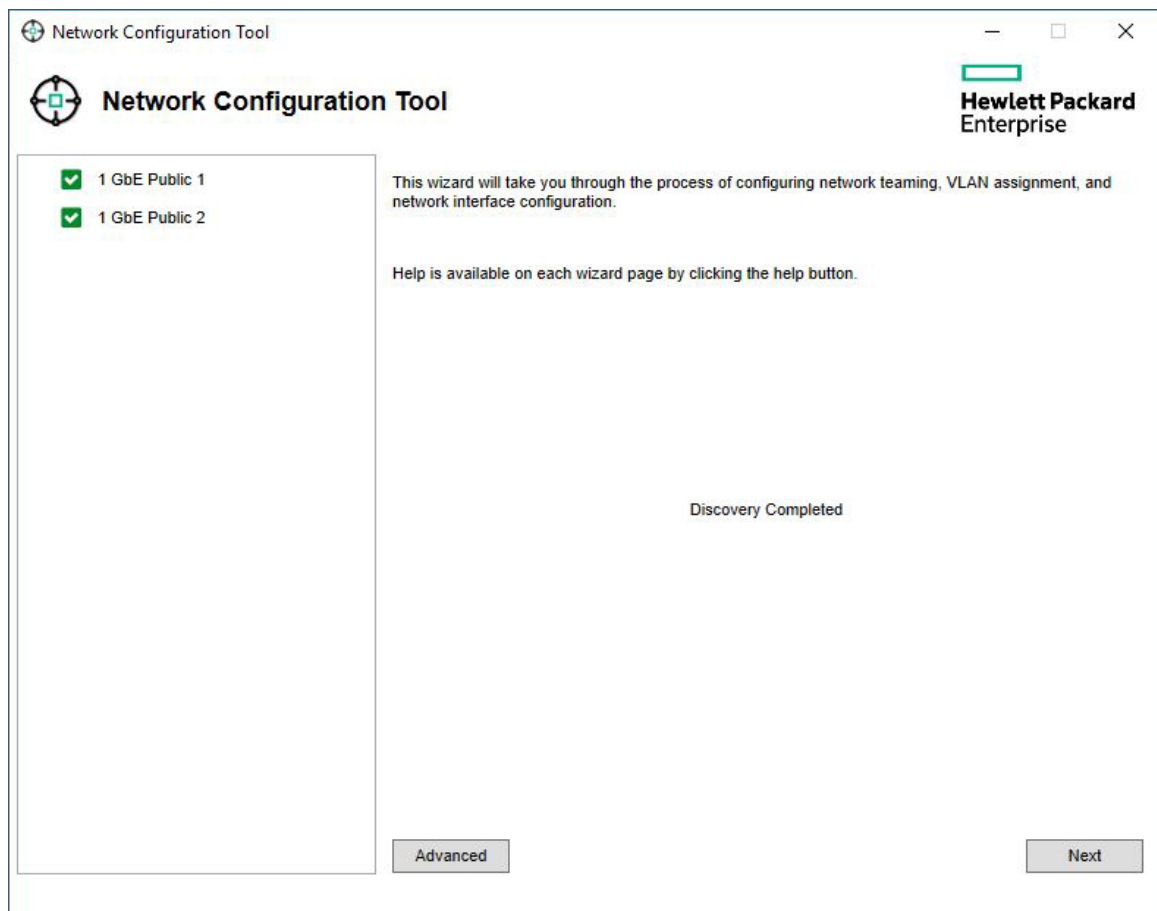 Network Configuration Tool
Network Configuration Tool
Hewlett Packard
Enterprise
1 GbE Public 1
1 GbE Public 2
This wizard will take you through the process of configuring network teaming, VLAN assignment, and
network interface configuration.
Help is available on each wizard page by clicking the help button.
Discovery Completed
Advanced
Next